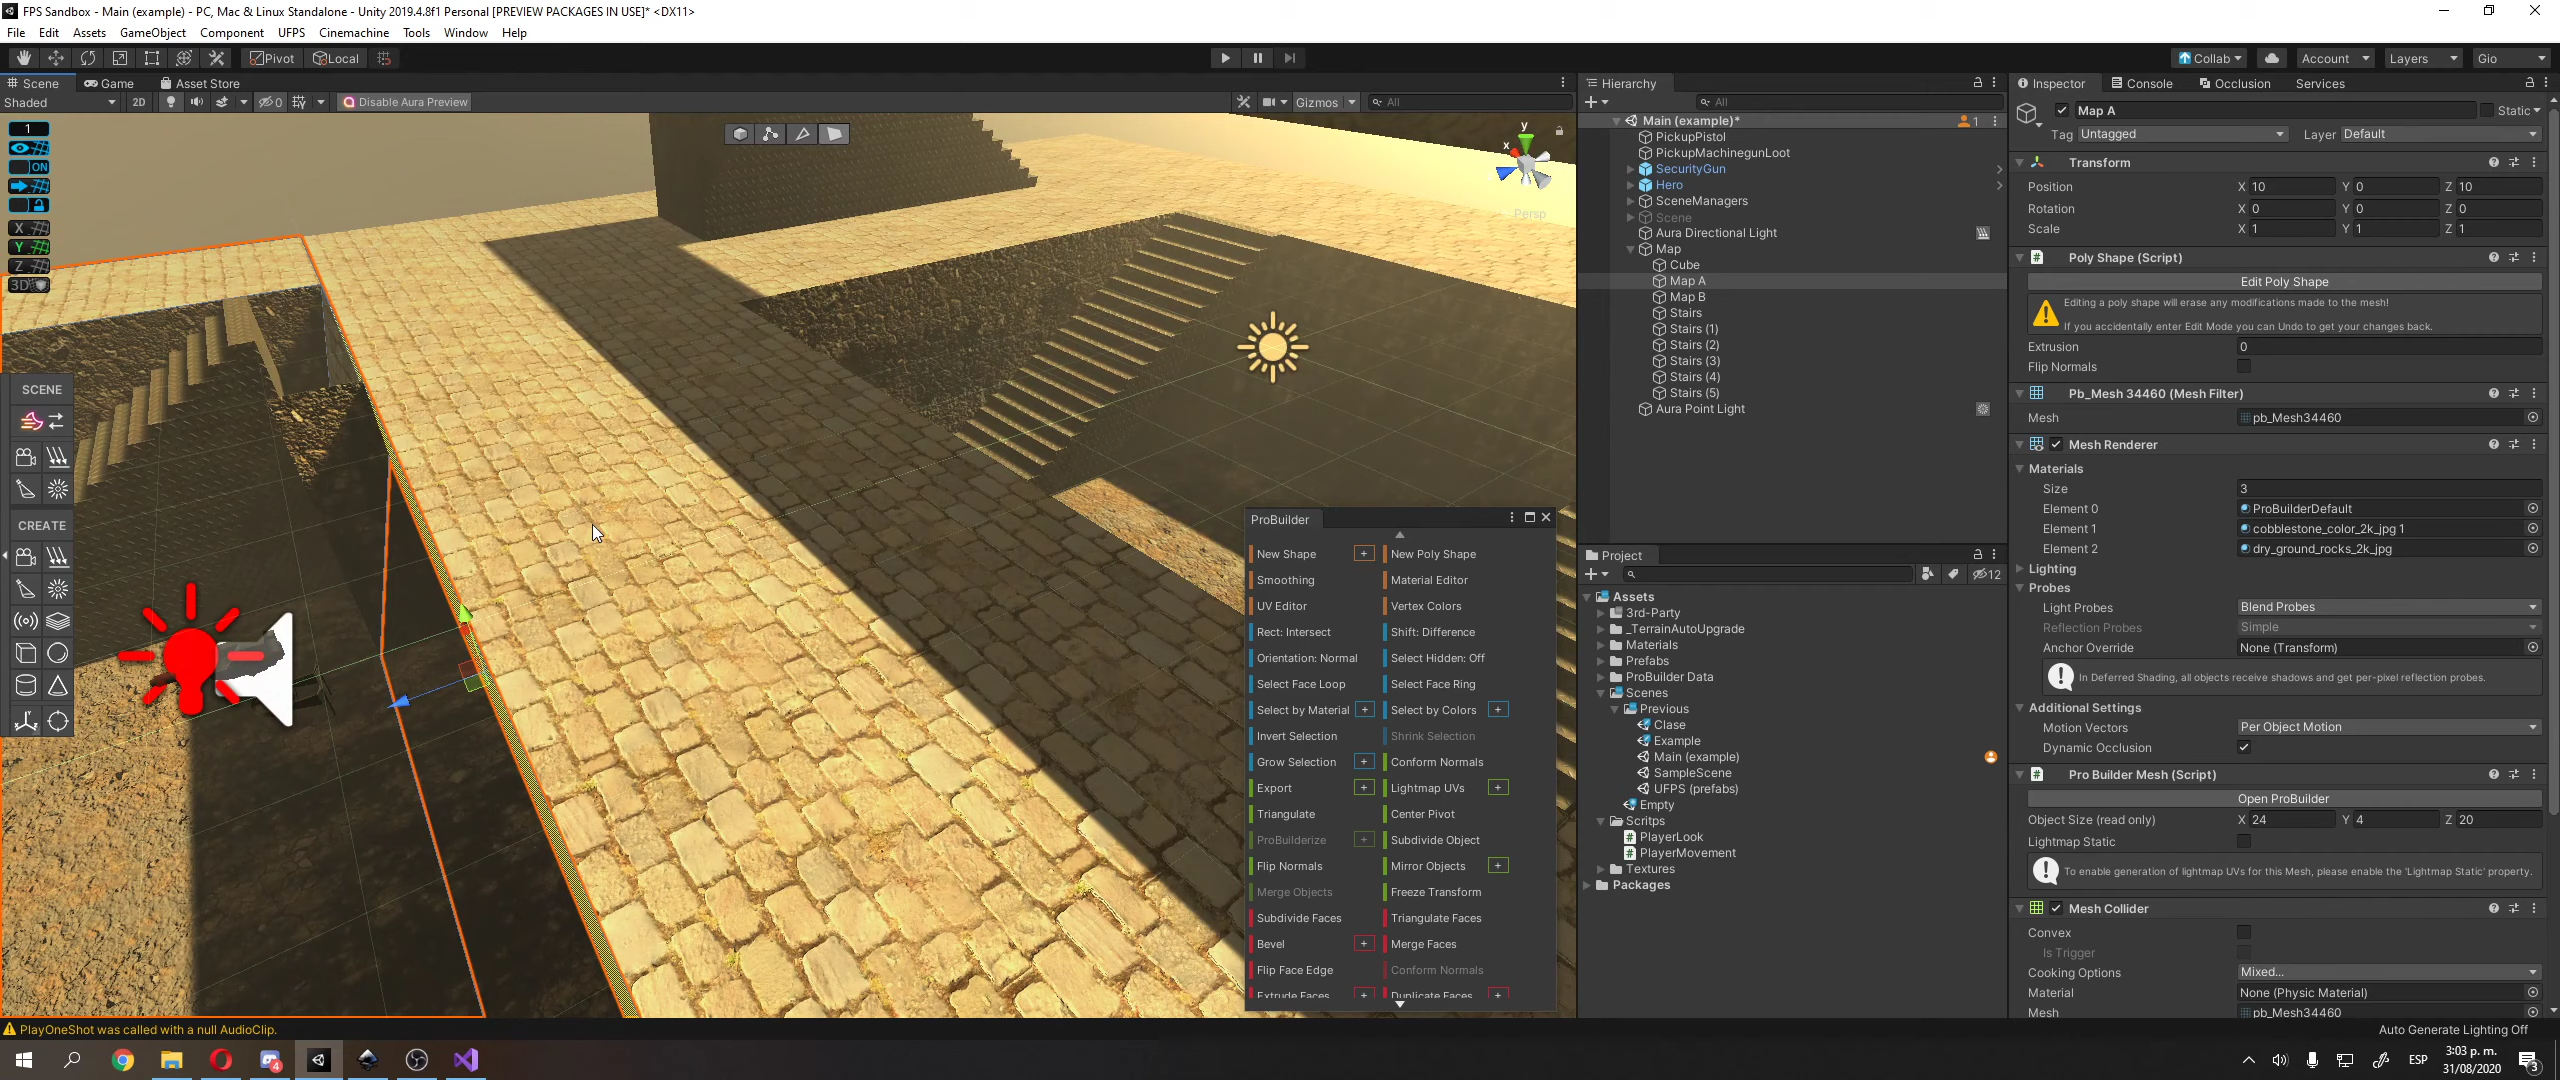 FPS Sandbox - Main (example) - PC, Mac & Linux Standalone - Unity 2019.4.8f1 Personal [PREVIEW PACKAGES IN USE]* <DX11>
File Edit Assets GameObject Component UFPS Cinemachine Tools Window Help
Pivot Local Collab Account Layers Gio
Scene Game Asset Store
Shaded 2D 0 Disable Aura Preview Gizmos All
1
ON
X
Y
Z
3D
y
x
Persp
SCENE
CREATE
ProBuilder
New Shape + New Poly Shape
Smoothing Material Editor
UV Editor Vertex Colors
Rect: Intersect Shift: Difference
Orientation: Normal Select Hidden: Off
Select Face Loop Select Face Ring
Select by Material + Select by Colors +
Invert Selection Shrink Selection
Grow Selection + Conform Normals
Export + Lightmap UVs +
Triangulate Center Pivot
ProBuilderize + Subdivide Object
Flip Normals Mirror Objects +
Merge Objects Freeze Transform
Subdivide Faces Triangulate Faces
Bevel + Merge Faces
Flip Face Edge Conform Normals
Extrude Faces + Duplicate Faces +
Hierarchy
All
Main (example)* 1
PickupPistol
PickupMachinegunLoot
SecurityGun
Hero
SceneManagers
Scene
Aura Directional Light
Map
Cube
Map A
Map B
Stairs
Stairs (1)
Stairs (2)
Stairs (3)
Stairs (4)
Stairs (5)
Aura Point Light
Project
12
Assets
3rd-Party
_TerrainAutoUpgrade
Materials
Prefabs
ProBuilder Data
Scenes
Previous
Clase
Example
Main (example)
SampleScene
UFPS (prefabs)
Empty
Scritps
PlayerLook
PlayerMovement
Textures
Packages
Inspector Console Occlusion Services
Map A Static
Tag Untagged Layer Default
Transform
Position X 10 Y 0 Z 10
Rotation X 0 Y 0 Z 0
Scale X 1 Y 1 Z 1
Poly Shape (Script)
Edit Poly Shape
Editing a poly shape will erase any modifications made to the mesh!
If you accidentally enter Edit Mode you can Undo to get your changes back.
Extrusion 0
Flip Normals
Pb_Mesh 34460 (Mesh Filter)
Mesh pb_Mesh34460
Mesh Renderer
Materials
Size 3
Element 0 ProBuilderDefault
Element 1 cobblestone_color_2k_jpg 1
Element 2 dry_ground_rocks_2k_jpg
Lighting
Probes
Light Probes Blend Probes
Reflection Probes Simple
Anchor Override None (Transform)
In Deferred Shading, all objects receive shadows and get per-pixel reflection probes.
Additional Settings
Motion Vectors Per Object Motion
Dynamic Occlusion
Pro Builder Mesh (Script)
Open ProBuilder
Object Size (read only) X 24 Y 4 Z 20
Lightmap Static
To enable generation of lightmap UVs for this Mesh, please enable the 'Lightmap Static' property.
Mesh Collider
Convex
Is Trigger
Cooking Options Mixed...
Material None (Physic Material)
Mesh pb_Mesh34460
PlayOneShot was called with a null AudioClip.
Auto Generate Lighting Off
4
ESP
3:03 p. m.
31/08/2020
3